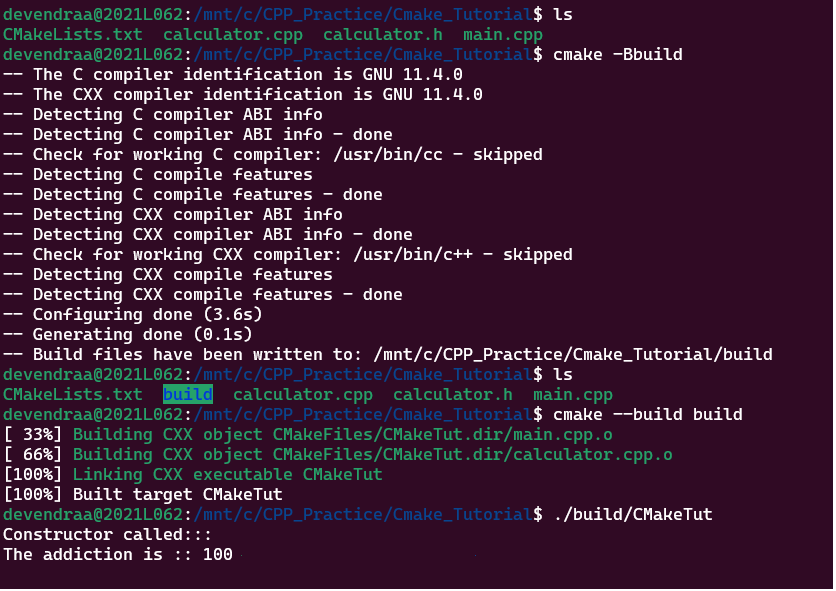 devendraa@2021L062:/mnt/c/CPP_Practice/Cmake_Tutorial$ ls
CMakeLists.txt  calculator.cpp  calculator.h  main.cpp
devendraa@2021L062:/mnt/c/CPP_Practice/Cmake_Tutorial$ cmake -Bbuild
-- The C compiler identification is GNU 11.4.0
-- The CXX compiler identification is GNU 11.4.0
-- Detecting C compiler ABI info
-- Detecting C compiler ABI info - done
-- Check for working C compiler: /usr/bin/cc - skipped
-- Detecting C compile features
-- Detecting C compile features - done
-- Detecting CXX compiler ABI info
-- Detecting CXX compiler ABI info - done
-- Check for working CXX compiler: /usr/bin/c++ - skipped
-- Detecting CXX compile features
-- Detecting CXX compile features - done
-- Configuring done (3.6s)
-- Generating done (0.1s)
-- Build files have been written to: /mnt/c/CPP_Practice/Cmake_Tutorial/build
devendraa@2021L062:/mnt/c/CPP_Practice/Cmake_Tutorial$ ls
CMakeLists.txt  build  calculator.cpp  calculator.h  main.cpp
devendraa@2021L062:/mnt/c/CPP_Practice/Cmake_Tutorial$ cmake --build build
[ 33%] Building CXX object CMakeFiles/CMakeTut.dir/main.cpp.o
[ 66%] Building CXX object CMakeFiles/CMakeTut.dir/calculator.cpp.o
[100%] Linking CXX executable CMakeTut
[100%] Built target CMakeTut
devendraa@2021L062:/mnt/c/CPP_Practice/Cmake_Tutorial$ ./build/CMakeTut
Constructor called:::
The addiction is :: 100